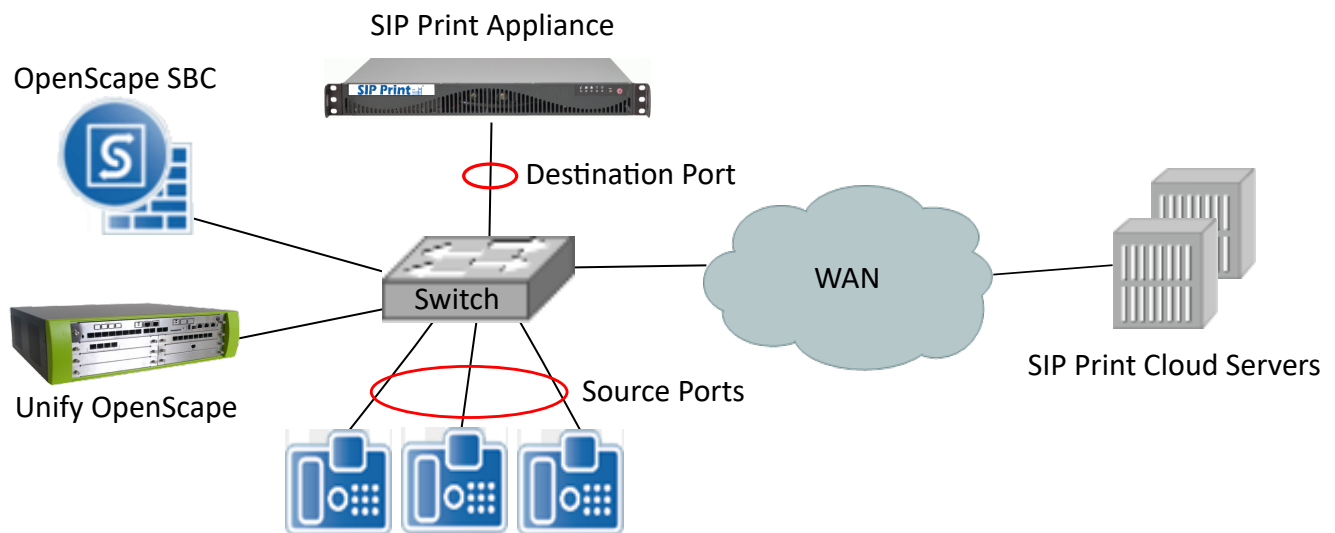 SIP Print Appliance
OpenScape SBC
SIP Print
S
Destination Port
Switch
WAN
Unify OpenScape
Source Ports
SIP Print Cloud Servers